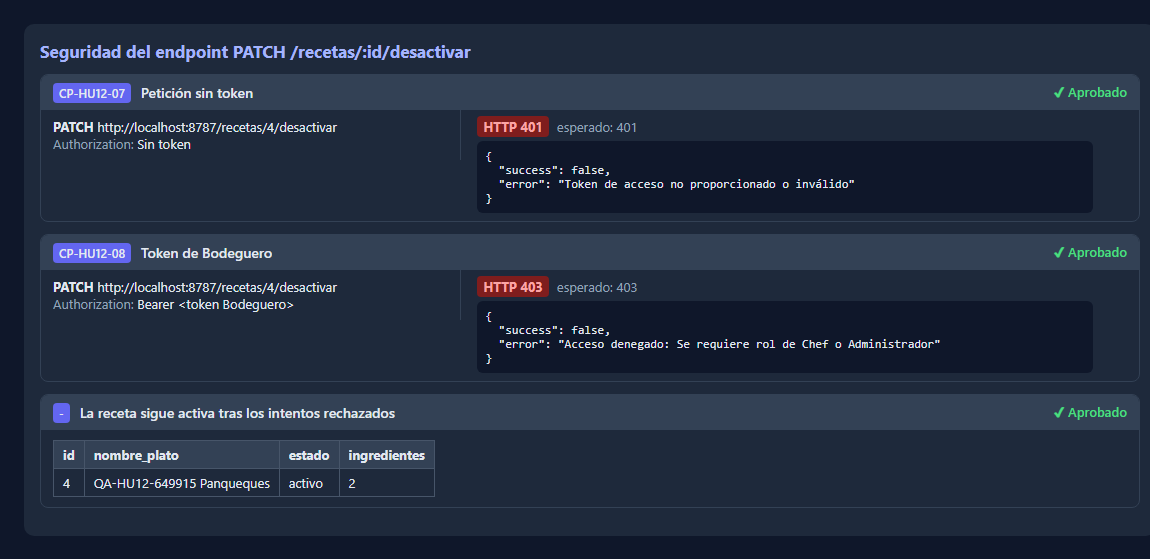 Seguridad del endpoint PATCH /recetas/:id/desactivar
CP-HU12-07 Petición sin token ✓ Aprobado
PATCH http://localhost:8787/recetas/4/desactivar
Authorization: Sin token
HTTP 401 esperado: 401
{
"success": false,
"error": "Token de acceso no proporcionado o inválido"
}
CP-HU12-08 Token de Bodeguero ✓ Aprobado
PATCH http://localhost:8787/recetas/4/desactivar
Authorization: Bearer <token Bodeguero>
HTTP 403 esperado: 403
{
"success": false,
"error": "Acceso denegado: Se requiere rol de Chef o Administrador"
}
- La receta sigue activa tras los intentos rechazados ✓ Aprobado
id nombre_plato estado ingredientes
4 QA-HU12-649915 Panqueques activo 2